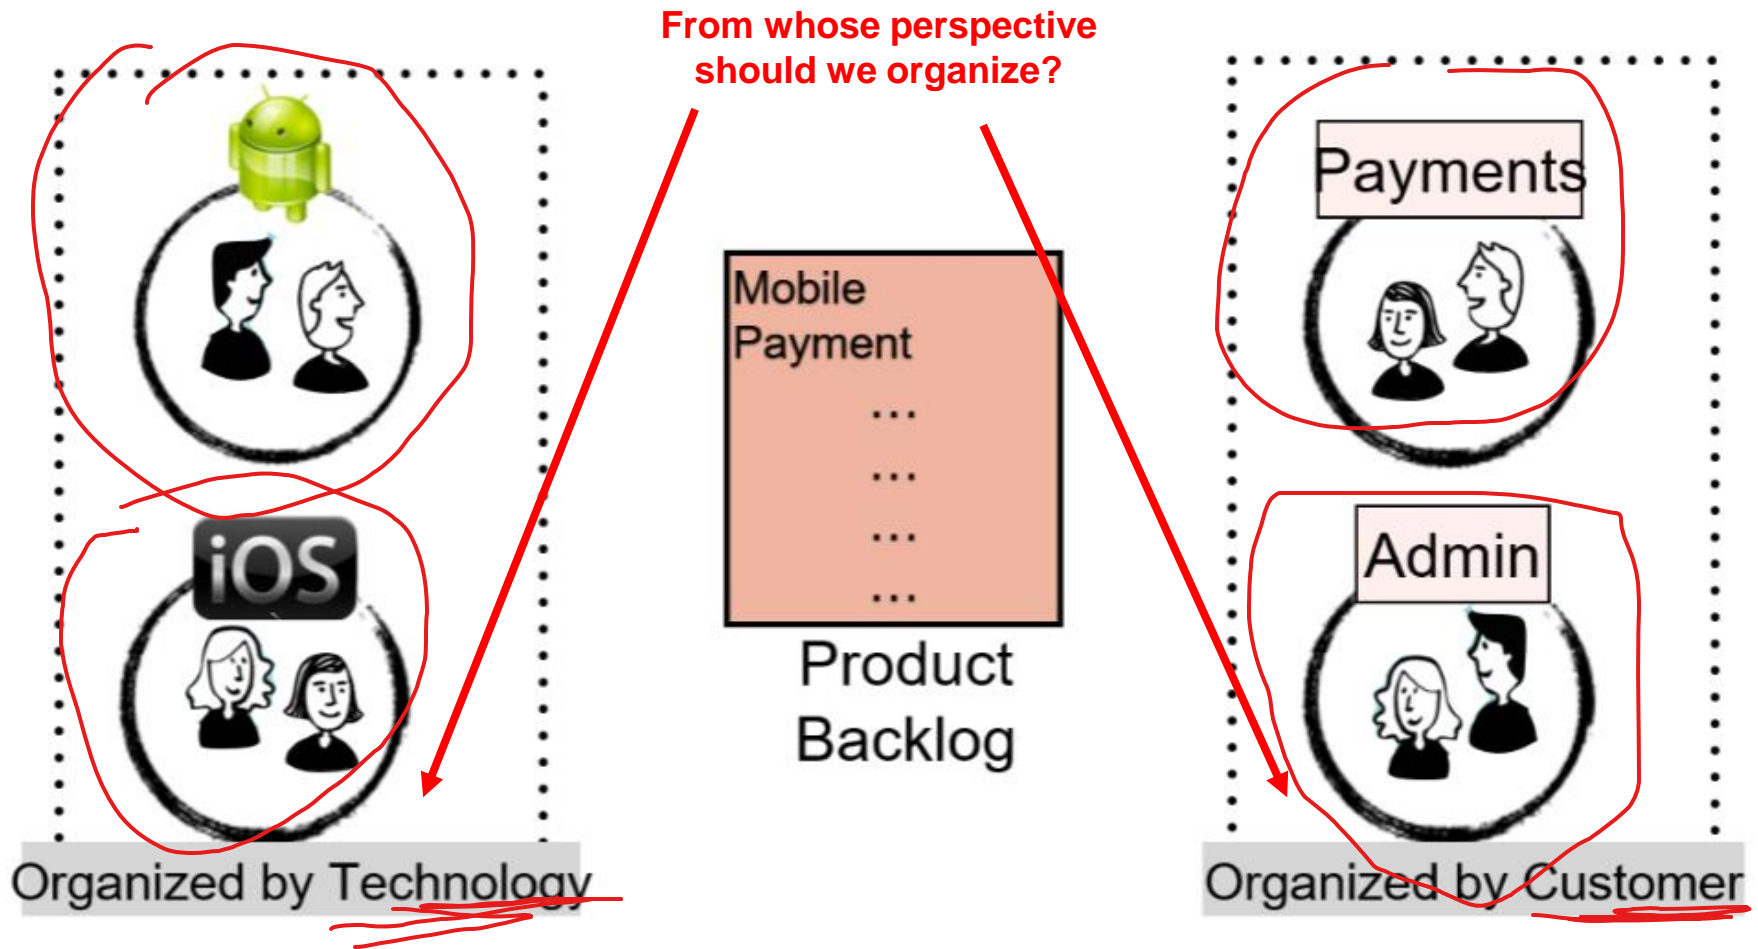 From whose perspective
should we organize?
Payments
Mobile
Payment
...
...
...
...
iOS
Admin
Product
Backlog
Organized by Technology
Organized by Customer